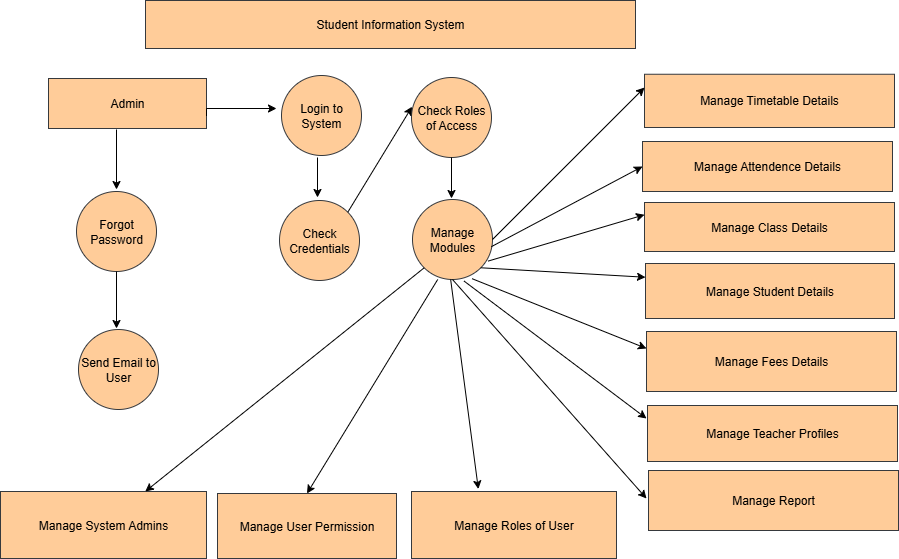 Student Information System
Admin
Login to
System
Check Roles
of Access
Manage Timetable Details
Manage Attendence Details
Forgot
Password
Check
Credentials
Manage
Modules
Manage Class Details
Manage Student Details
Send Email to
User
Manage Fees Details
Manage Teacher Profiles
Manage Report
Manage System Admins
Manage User Permission
Manage Roles of User